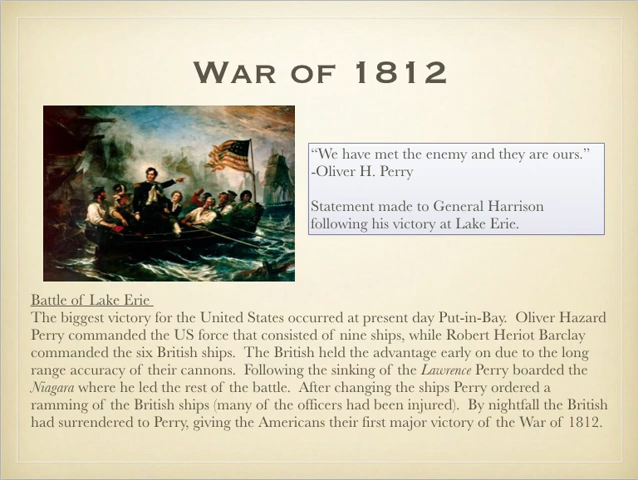 WAR OF 1812
“We have met the enemy and they are ours.”
-Oliver H. Perry
Statement made to General Harrison
following his victory at Lake Erie.
Battle of Lake Erie
The biggest victory for the United States occurred at present day Put-in-Bay. Oliver Hazard
Perry commanded the US force that consisted of nine ships, while Robert Heriot Barclay
commanded the six British ships. The British held the advantage early on due to the long
range accuracy of their cannons. Following the sinking of the Lawrence Perry boarded the
Niagara where he led the rest of the battle. After changing the ships Perry ordered a
ramming of the British ships (many of the officers had been injured). By nightfall the British
had surrendered to Perry, giving the Americans their first major victory of the War of 1812.